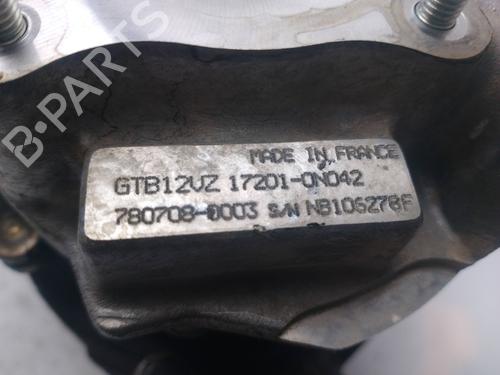 B-PARTS
MADE IN FRANCE
GTB12VZ 17201-0N042
780708-0003 S/N NB106278F